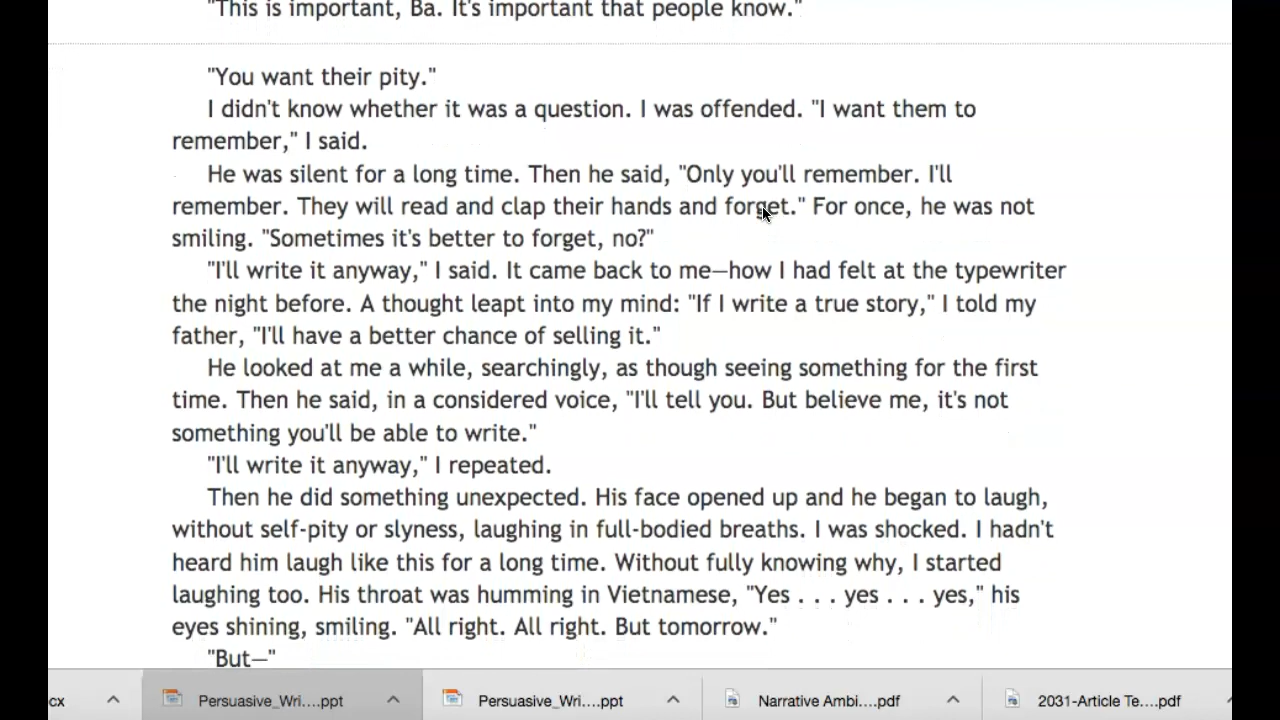 "This is important, Ba. It's important that people know."
"You want their pity."
I didn't know whether it was a question. I was offended. "I want them to
remember," I said.
He was silent for a long time. Then he said, "Only you'll remember. I'll
remember. They will read and clap their hands and forget." For once, he was not
smiling. "Sometimes it's better to forget, no?"
"I'll write it anyway," I said. It came back to me—how I had felt at the typewriter
the night before. A thought leapt into my mind: "If I write a true story," I told my
father, "I'll have a better chance of selling it."
He looked at me a while, searchingly, as though seeing something for the first
time. Then he said, in a considered voice, "I'll tell you. But believe me, it's not
something you'll be able to write."
"I'll write it anyway," I repeated.
Then he did something unexpected. His face opened up and he began to laugh,
without self-pity or slyness, laughing in full-bodied breaths. I was shocked. I hadn't
heard him laugh like this for a long time. Without fully knowing why, I started
laughing too. His throat was humming in Vietnamese, "Yes . . . yes . . . yes," his
eyes shining, smiling. "All right. All right. But tomorrow."
"But—"
cx Persuasive_Wri....ppt Persuasive_Wri....ppt Narrative Ambi....pdf 2031-Article Te....pdf